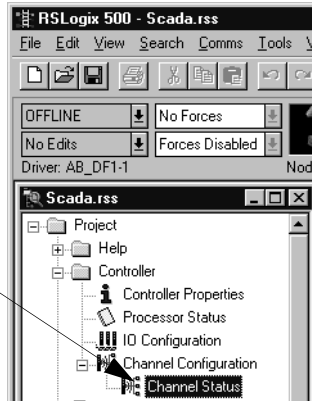 RSLogix 500 - Scada.rss
File Edit View Search Comms Tools
OFFLINE No Forces
No Edits Forces Disabled
Driver: AB_DF1-1 Nod
Scada.rss
Project
Help
Controller
Controller Properties
Processor Status
IO Configuration
Channel Configuration
Channel Status